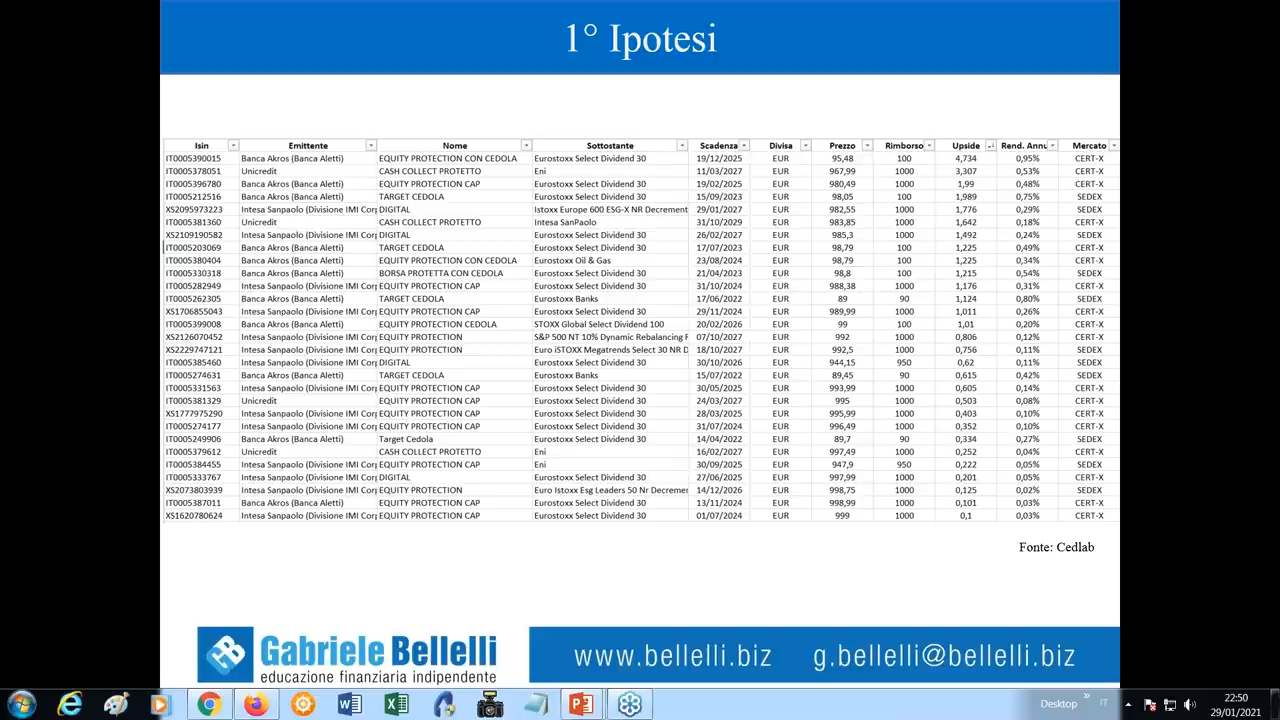 1° Ipotesi
Isin Emittente Nome Sottostante Scadenza Divisa Prezzo Rimborso Upside Rend. Annu Mercato
IT0005390015 Banca Akros (Banca Aletti) EQUITY PROTECTION CON CEDOLA Eurostoxx Select Dividend 30 19/12/2025 EUR 95,48 100 4,734 0,95% CERT-X
IT0005378051 Unicredit CASH COLLECT PROTETTO Eni 11/03/2027 EUR 967,99 1000 3,307 0,53% CERT-X
IT0005396780 Banca Akros (Banca Aletti) EQUITY PROTECTION CAP Eurostoxx Select Dividend 30 19/02/2025 EUR 980,49 1000 1,99 0,48% CERT-X
IT0005212516 Banca Akros (Banca Aletti) TARGET CEDOLA Eurostoxx Select Dividend 30 15/09/2023 EUR 98,05 100 1,989 0,75% CERT-X
XS2095973223 Intesa Sanpaolo (Divisione IMI Corp DIGITAL Istoxx Europe 600 ESG-X NR Decrement 29/01/2027 EUR 982,55 1000 1,776 0,29% SEDEX
IT0005381360 Unicredit CASH COLLECT PROTETTO Intesa SanPaolo 31/10/2029 EUR 983,85 1000 1,642 0,18% CERT-X
XS2109190582 Intesa Sanpaolo (Divisione IMI Corp DIGITAL Eurostoxx Select Dividend 30 26/02/2027 EUR 985,3 1000 1,492 0,24% SEDEX
IT0005203069 Banca Akros (Banca Aletti) TARGET CEDOLA Eurostoxx Select Dividend 30 17/07/2023 EUR 98,79 100 1,225 0,49% CERT-X
IT0005380404 Banca Akros (Banca Aletti) EQUITY PROTECTION CON CEDOLA Eurostoxx Oil & Gas 23/08/2024 EUR 98,79 100 1,225 0,34% CERT-X
IT0005330318 Banca Akros (Banca Aletti) BORSA PROTETTA CON CEDOLA Eurostoxx Select Dividend 30 21/04/2023 EUR 98,8 100 1,215 0,54% SEDEX
IT0005282949 Intesa Sanpaolo (Divisione IMI Corp EQUITY PROTECTION CAP Eurostoxx Select Dividend 30 31/10/2024 EUR 988,38 1000 1,176 0,31% CERT-X
IT0005262305 Banca Akros (Banca Aletti) TARGET CEDOLA Eurostoxx Banks 17/06/2022 EUR 89 90 1,124 0,80% SEDEX
XS1706855043 Intesa Sanpaolo (Divisione IMI Corp EQUITY PROTECTION CAP Eurostoxx Select Dividend 30 29/11/2024 EUR 989,99 1000 1,011 0,26% CERT-X
IT0005399008 Banca Akros (Banca Aletti) EQUITY PROTECTION CEDOLA STOXX Global Select Dividend 100 20/02/2026 EUR 99 100 1,01 0,20% CERT-X
XS2126070452 Intesa Sanpaolo (Divisione IMI Corp EQUITY PROTECTION S&P 500 NT 10% Dynamic Rebalancing R 07/10/2027 EUR 992 1000 0,806 0,12% CERT-X
XS2229747121 Intesa Sanpaolo (Divisione IMI Corp EQUITY PROTECTION Euro iSTOXX Megatrends Select 30 NR D 18/10/2027 EUR 992,5 1000 0,756 0,11% SEDEX
IT0005385460 Intesa Sanpaolo (Divisione IMI Corp DIGITAL Eurostoxx Select Dividend 30 30/10/2026 EUR 944,15 950 0,62 0,11% SEDEX
IT0005274631 Banca Akros (Banca Aletti) TARGET CEDOLA Eurostoxx Banks 15/07/2022 EUR 89,45 90 0,615 0,42% SEDEX
IT0005331563 Intesa Sanpaolo (Divisione IMI Corp EQUITY PROTECTION CAP Eurostoxx Select Dividend 30 30/05/2025 EUR 993,99 1000 0,605 0,14% CERT-X
IT0005381329 Unicredit EQUITY PROTECTION CAP Eurostoxx Select Dividend 30 24/03/2027 EUR 995 1000 0,503 0,08% CERT-X
XS1777975290 Intesa Sanpaolo (Divisione IMI Corp EQUITY PROTECTION CAP Eurostoxx Select Dividend 30 28/03/2025 EUR 995,99 1000 0,403 0,10% CERT-X
IT0005274177 Intesa Sanpaolo (Divisione IMI Corp EQUITY PROTECTION CAP Eurostoxx Select Dividend 30 31/07/2024 EUR 996,49 1000 0,352 0,10% CERT-X
IT0005249906 Banca Akros (Banca Aletti) Target Cedola Eurostoxx Select Dividend 30 14/04/2022 EUR 89,7 90 0,334 0,27% SEDEX
IT0005379612 Unicredit CASH COLLECT PROTETTO Eni 16/02/2027 EUR 997,49 1000 0,252 0,04% CERT-X
IT0005384455 Intesa Sanpaolo (Divisione IMI Corp EQUITY PROTECTION CAP Eni 30/09/2025 EUR 947,9 950 0,222 0,05% SEDEX
IT0005333767 Intesa Sanpaolo (Divisione IMI Corp DIGITAL Eurostoxx Select Dividend 30 27/06/2025 EUR 997,99 1000 0,201 0,05% CERT-X
XS2073803939 Intesa Sanpaolo (Divisione IMI Corp EQUITY PROTECTION Euro Istoxx Esg Leaders 50 Nr Decremer 14/12/2026 EUR 998,75 1000 0,125 0,02% SEDEX
IT0005387011 Banca Akros (Banca Aletti) EQUITY PROTECTION CAP Eurostoxx Select Dividend 30 13/11/2024 EUR 998,99 1000 0,101 0,03% CERT-X
XS1620780624 Intesa Sanpaolo (Divisione IMI Corp EQUITY PROTECTION CAP Eurostoxx Select Dividend 30 01/07/2024 EUR 999 1000 0,1 0,03% CERT-X
Fonte: Cedlab
Gabriele Bellelli
educazione finanziaria indipendente
www.bellelli.biz g.bellelli@bellelli.biz
Desktop » IT 22:50
29/01/2021